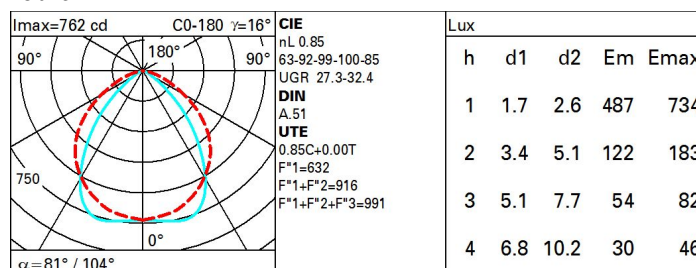 Imax=762 cd C0-180 γ=16°
90° 180° 90°
750
0°
α=81° / 104°
CIE
nL 0.85
63-92-99-100-85
UGR 27.3-32.4
DIN
A.51
UTE
0.85C+0.00T
F"1=632
F"1+F"2=916
F"1+F"2+F"3=991
Lux
h d1 d2 Em Emax
1 1.7 2.6 487 734
2 3.4 5.1 122 183
3 5.1 7.7 54 82
4 6.8 10.2 30 46